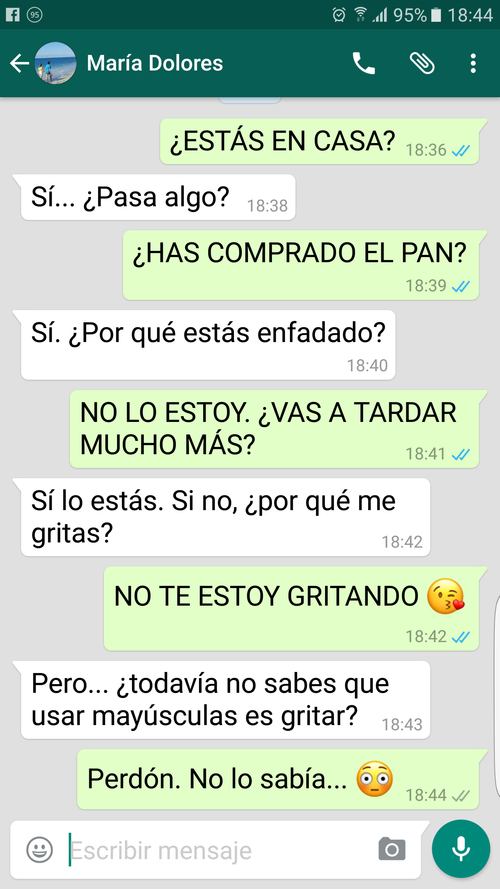 95 95% 18:44
María Dolores
¿ESTÁS EN CASA? 18:36
Sí... ¿Pasa algo? 18:38
¿HAS COMPRADO EL PAN?
18:39
Sí. ¿Por qué estás enfadado?
18:40
NO LO ESTOY. ¿VAS A TARDAR
MUCHO MÁS? 18:41
Sí lo estás. Si no, ¿por qué me
gritas? 18:42
NO TE ESTOY GRITANDO 😘
18:42
Pero... ¿todavía no sabes que
usar mayúsculas es gritar? 18:43
Perdón. No lo sabía... 😳 18:44
Escribir mensaje